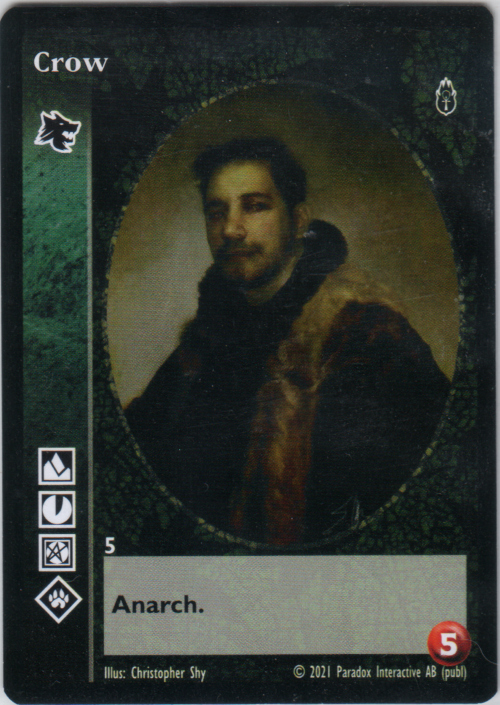 Crow
5
Anarch.
5
Illus: Christopher Shy
© 2021 Paradox Interactive AB (publ)